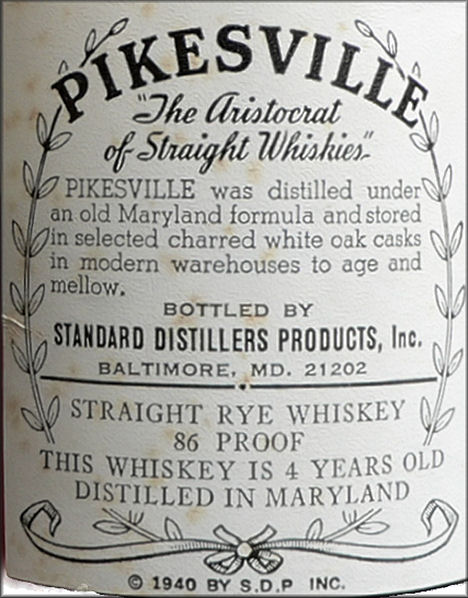 PIKESVILLE
"The Aristocrat
of Straight Whiskies"
PIKESVILLE was distilled under
an old Maryland formula and stored
in selected charred white oak casks
in modern warehouses to age and
mellow.
BOTTLED BY
STANDARD DISTILLERS PRODUCTS, Inc.
BALTIMORE, MD. 21202
STRAIGHT RYE WHISKEY
86 PROOF
THIS WHISKEY IS 4 YEARS OLD
DISTILLED IN MARYLAND
© 1940 BY S.D.P INC.